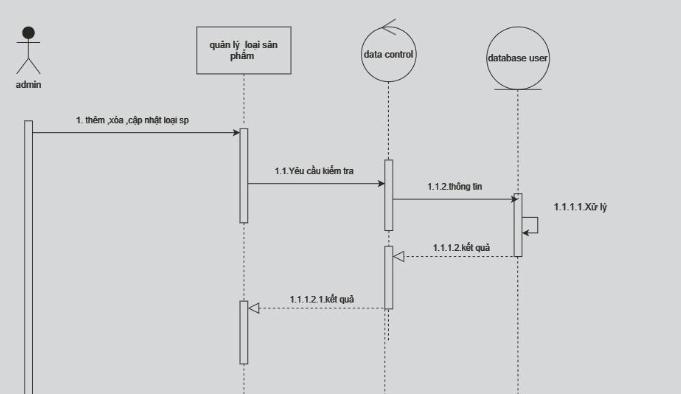 admin
quản lý loại sản
phẩm
data control
database user
1. thêm ,xóa ,cập nhật loại sp
1.1.Yêu cầu kiểm tra
1.1.2.thông tin
1.1.1.1.Xữ lý
1.1.1.2.kết quả
1.1.1.2.1.kết quả